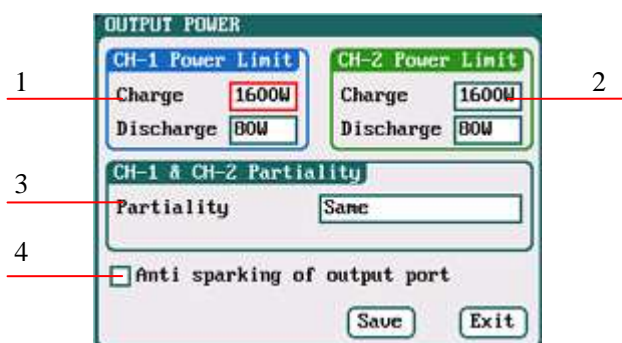 OUTPUT POWER
CH-1 Power Limit CH-2 Power Limit
1 Charge 1600W Charge 1600W 2
Discharge 80W Discharge 80W
CH-1 & CH-2 Partiality
3 Partiality Same
4 Anti sparking of output port
Save Exit